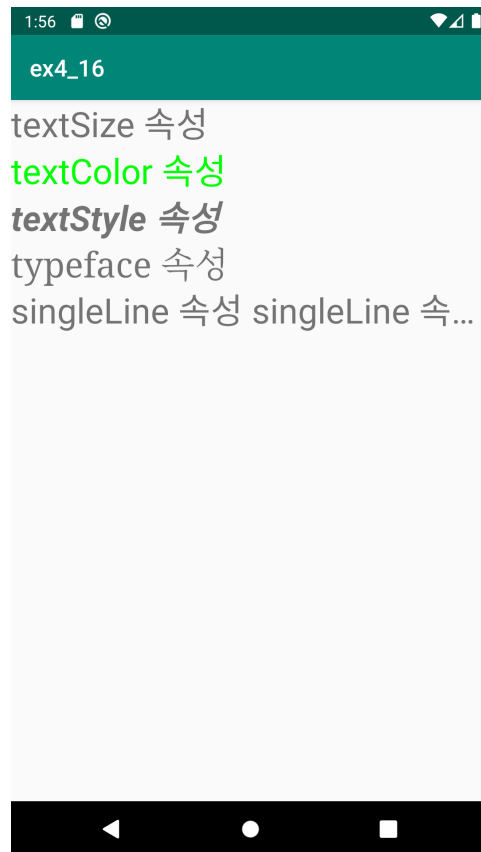 1:56
ex4_16
textSize 속성
textColor 속성
textStyle 속성
typeface 속성
singleLine 속성 singleLine 속...